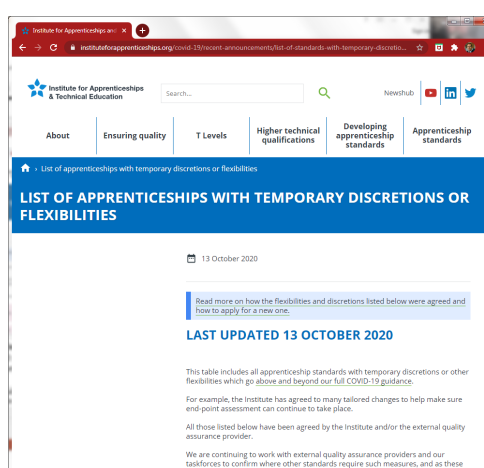 Institute for Apprenticeships and
instituteforapprenticeships.org/covid-19/recent-announcements/list-of-standards-with-temporary-discretio...
Institute for Apprenticeships
& Technical Education
Search...
Newshub
About
Ensuring quality
T Levels
Higher technical
qualifications
Developing
apprenticeship
standards
Apprenticeship
standards
› List of apprenticeships with temporary discretions or flexibilities
LIST OF APPRENTICESHIPS WITH TEMPORARY DISCRETIONS OR
FLEXIBILITIES
13 October 2020
Read more on how the flexibilities and discretions listed below were agreed and
how to apply for a new one.
LAST UPDATED 13 OCTOBER 2020
This table includes all apprenticeship standards with temporary discretions or other
flexibilities which go above and beyond our full COVID-19 guidance.
For example, the Institute has agreed to many tailored changes to help make sure
end-point assessment can continue to take place.
All those listed below have been agreed by the Institute and/or the external quality
assurance provider.
We are continuing to work with external quality assurance providers and our
taskforces to confirm where other standards require such measures, and as these